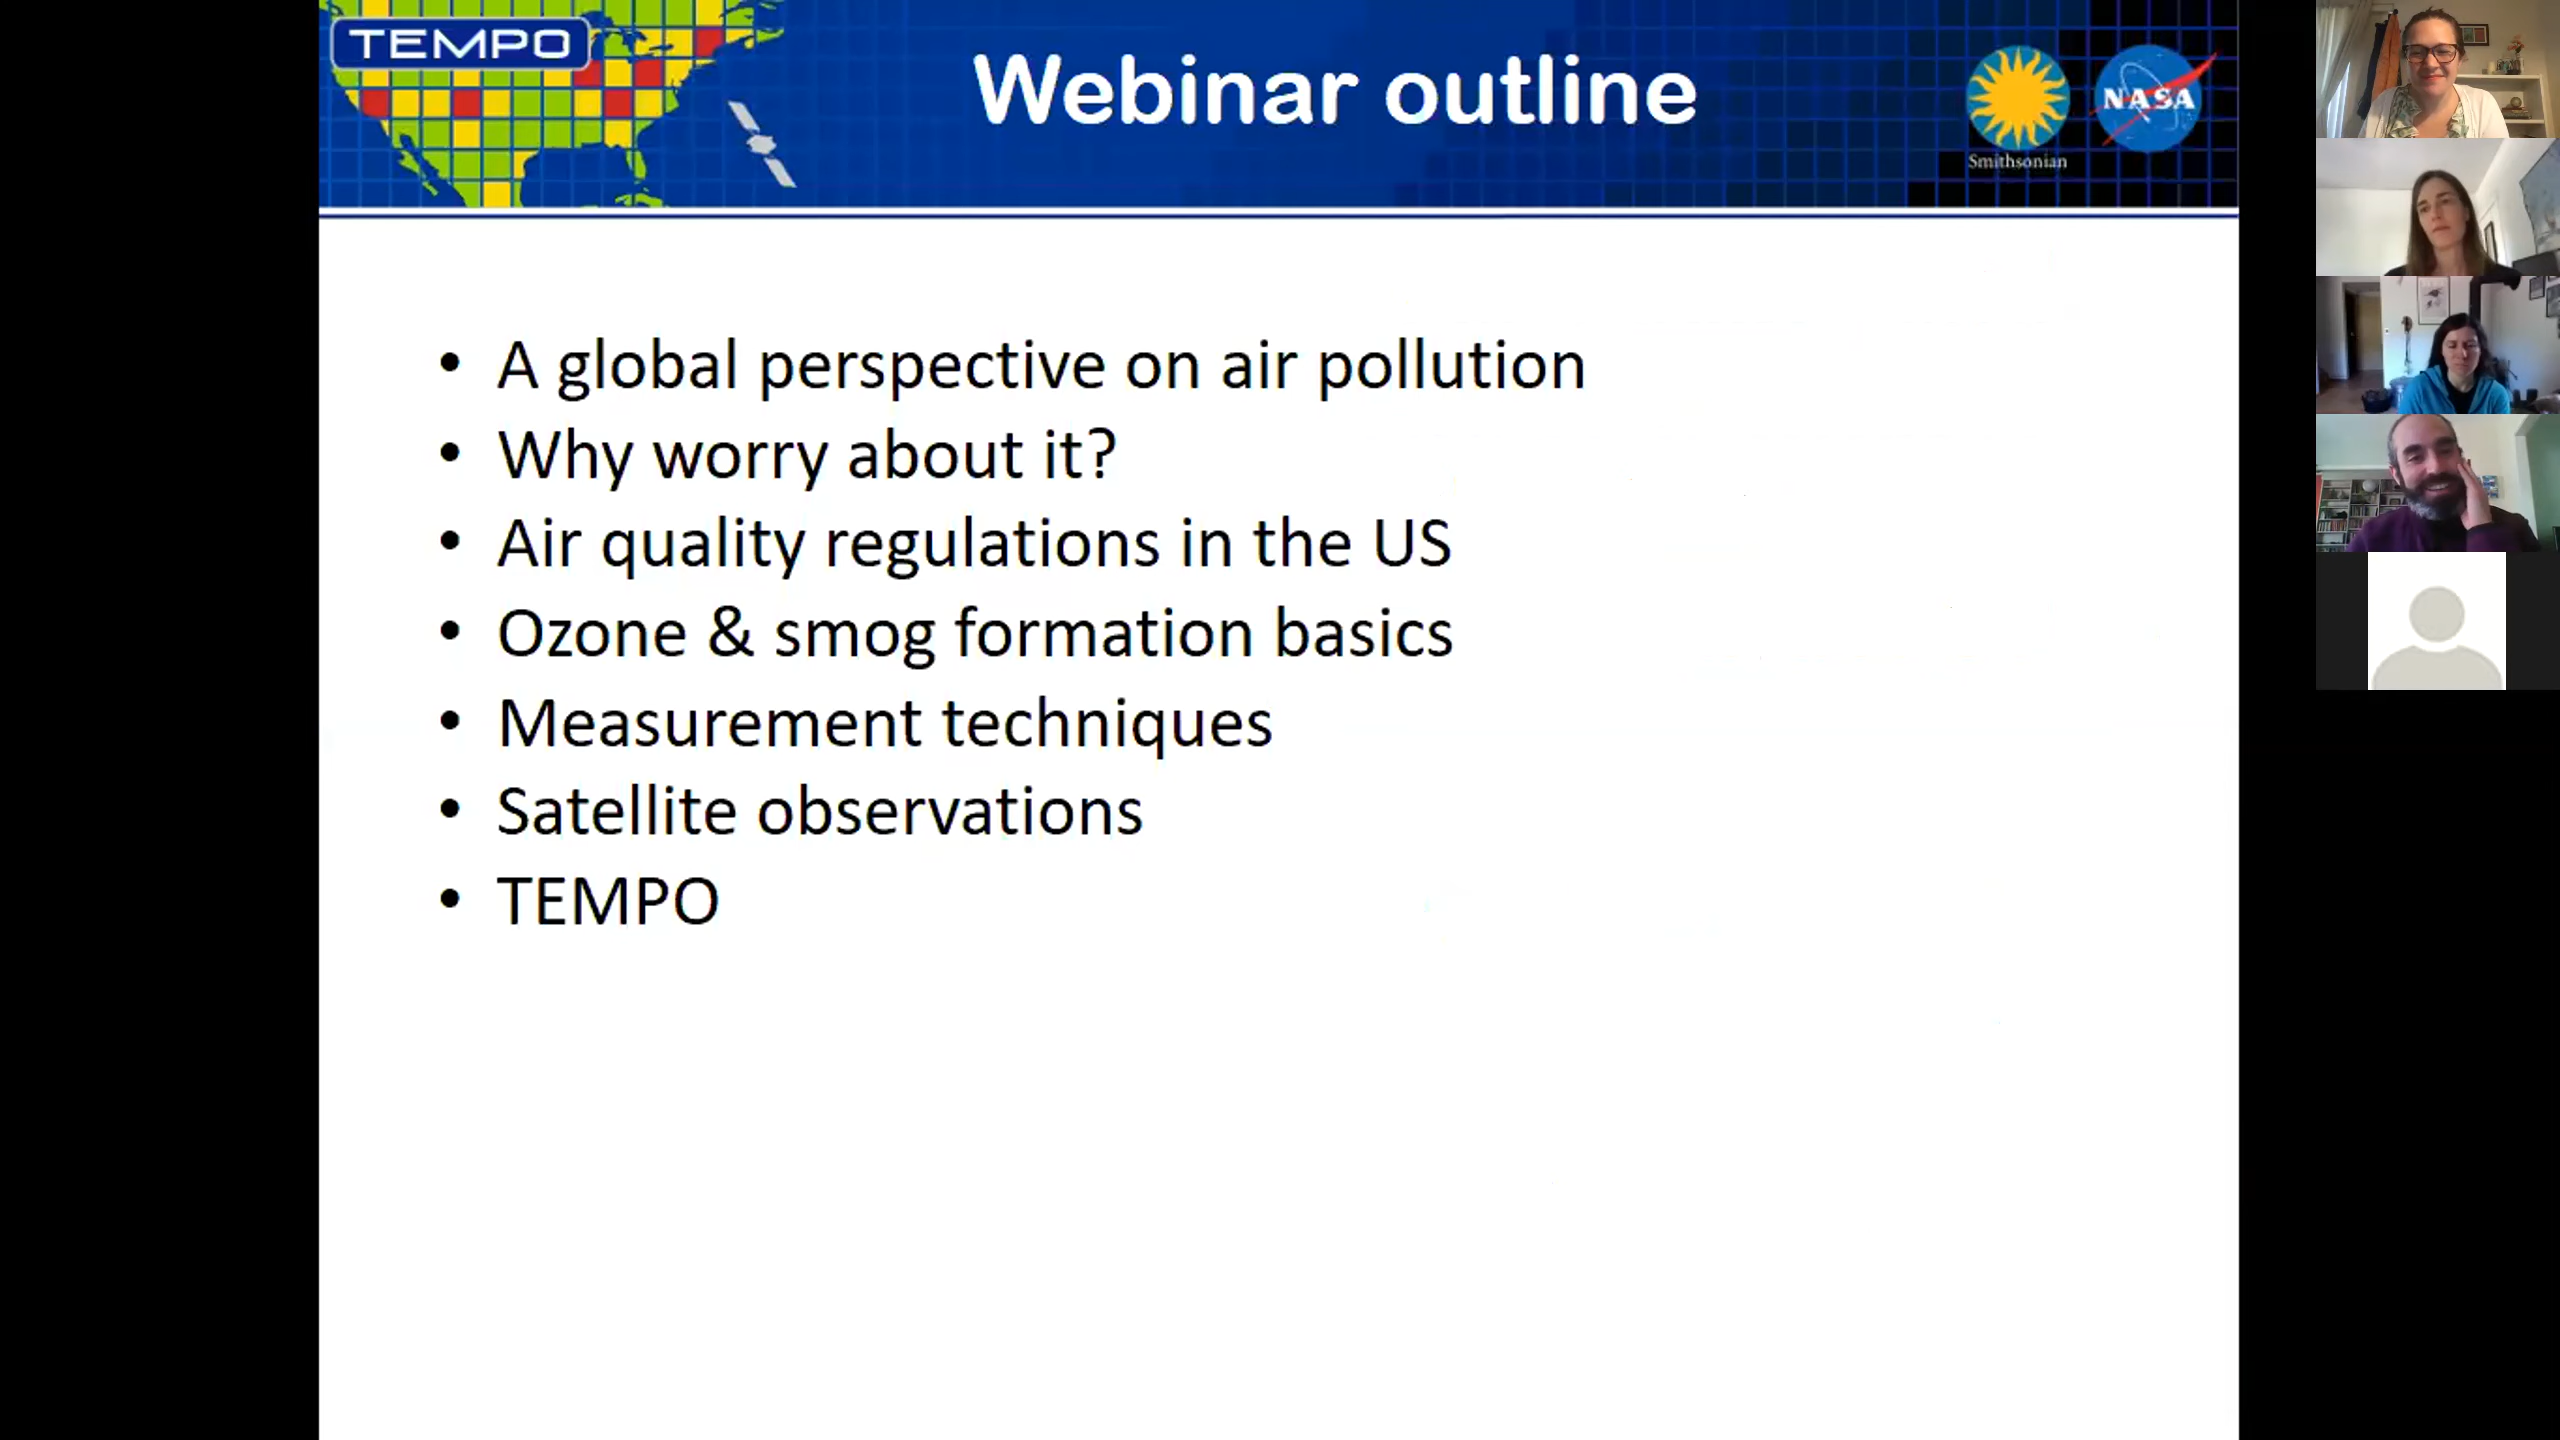 TEMPO
Webinar outline
Smithsonian
NASA
• A global perspective on air pollution
• Why worry about it?
• Air quality regulations in the US
• Ozone & smog formation basics
• Measurement techniques
• Satellite observations
• TEMPO